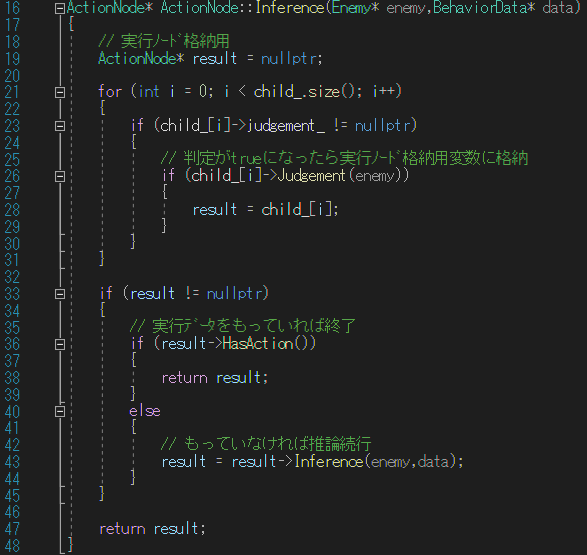 16 ActionNode* ActionNode::Inference(Enemy* enemy,BehaviorData* data)
17 {
18 // 実行ﾉｰﾄﾞ格納用
19 ActionNode* result = nullptr;
20
21 for (int i = 0; i < child_.size(); i++)
22 {
23 if (child_[i]->judgement_ != nullptr)
24 {
25 // 判定がtrueになったら実行ﾉｰﾄﾞ格納用変数に格納
26 if (child_[i]->Judgement(enemy))
27 {
28 result = child_[i];
29 }
30 }
31 }
32
33 if (result != nullptr)
34 {
35 // 実行ﾃﾞｰﾀをもっていれば終了
36 if (result->HasAction())
37 {
38 return result;
39 }
40 else
41 {
42 // もっていなければ推論続行
43 result = result->Inference(enemy,data);
44 }
45 }
46
47 return result;
48 }